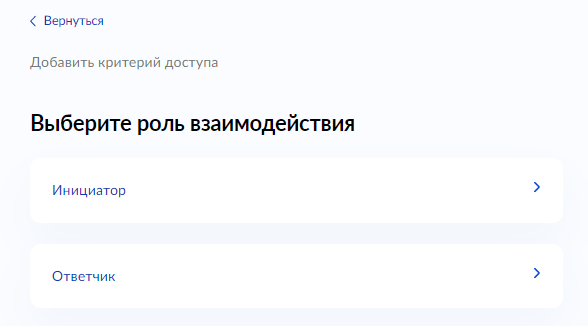 Вернуться
Добавить критерий доступа
Выберите роль взаимодействия
Инициатор
Ответчик